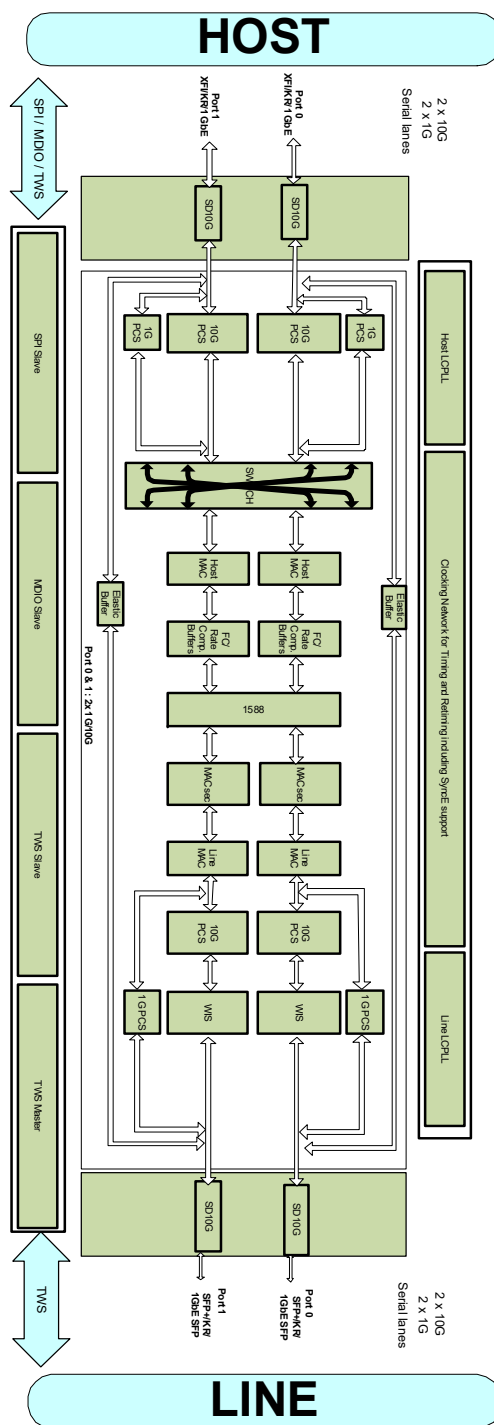 HOST
SPI / MDIO / TWS
XFI/KR/1 GbE
Port 1
XFI/KR/1 GbE
Port 0
2 x 10G
2 x 1G
Serial lanes
SD10G
SD10G
1G
PCS
10G
PCS
10G
PCS
1G
PCS
SPI Slave
Host LCPLL
SWITCH
MDIO Slave
Elastic
Buffer
Host
MAC
Host
MAC
Elastic
Buffer
FC/
Rate
Comp.
Buffers
FC/
Rate
Comp.
Buffers
Clocking Network for Timing and Retiming including SyncE support
Port 0 & 1 : 2x 1G/10G
1588
MACsec
MACsec
TWS Slave
Line
MAC
Line
MAC
10G
PCS
10G
PCS
1GPCS
WIS
WIS
1GPCS
Line LCPLL
TWS Master
SD10G
SD10G
TWS
Port 1
SFP+/KR/
1GbE SFP
Port 0
SFP+/KR/
1GbE SFP
2 x 10G
2 x 1G
Serial lanes
LINE